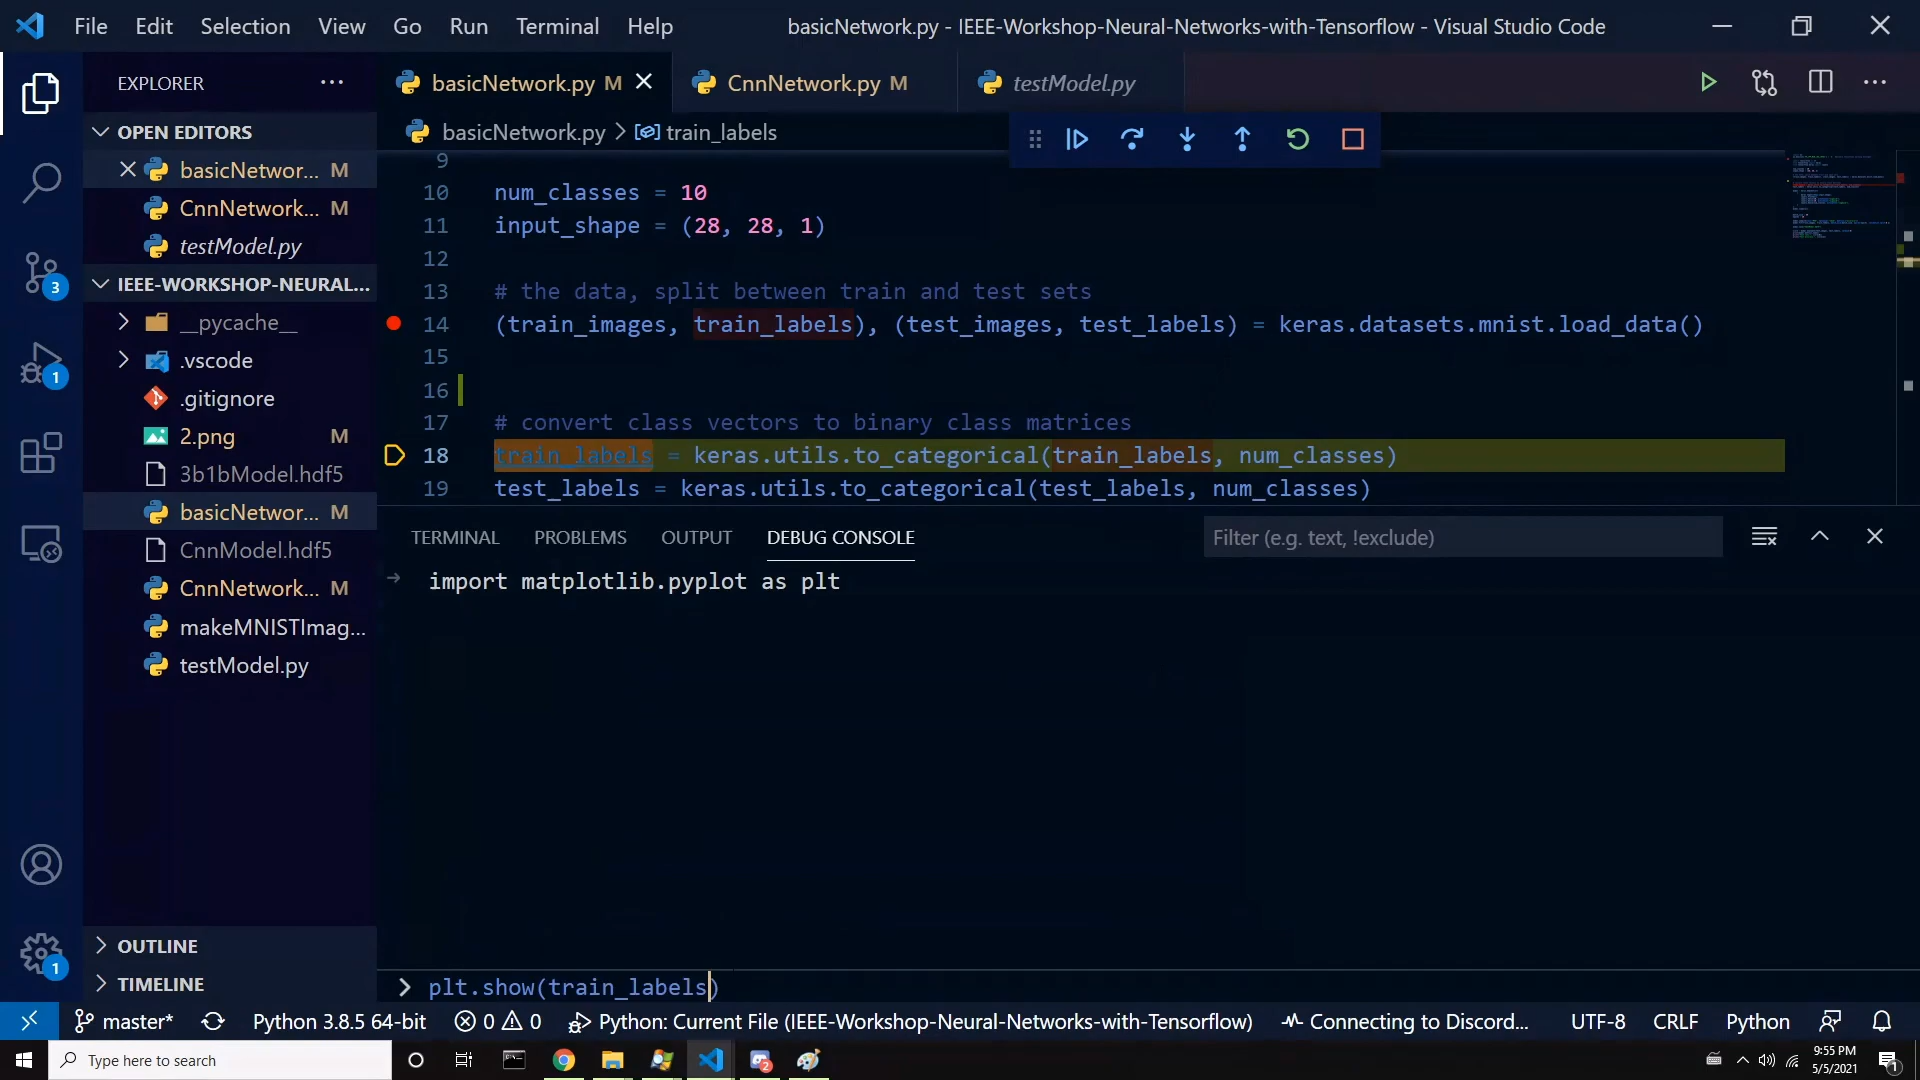 File Edit Selection View Go Run Terminal Help
basicNetwork.py - IEEE-Workshop-Neural-Networks-with-Tensorflow - Visual Studio Code
EXPLORER
basicNetwork.py M
CnnNetwork.py M
testModel.py
OPEN EDITORS
basicNetwor... M
CnnNetwork... M
testModel.py
IEEE-WORKSHOP-NEURAL...
__pycache__
.vscode
.gitignore
2.png M
3b1bModel.hdf5
basicNetwor... M
CnnModel.hdf5
CnnNetwork... M
makeMNISTImag...
testModel.py
OUTLINE
TIMELINE
3
1
1
basicNetwork.py > train_labels
9
10 num_classes = 10
11 input_shape = (28, 28, 1)
12
13 # the data, split between train and test sets
14 (train_images, train_labels), (test_images, test_labels) = keras.datasets.mnist.load_data()
15
16
17 # convert class vectors to binary class matrices
18 train_labels = keras.utils.to_categorical(train_labels, num_classes)
19 test_labels = keras.utils.to_categorical(test_labels, num_classes)
TERMINAL PROBLEMS OUTPUT DEBUG CONSOLE
Filter (e.g. text, !exclude)
import matplotlib.pyplot as plt
plt.show(train_labels)
master* Python 3.8.5 64-bit 0 0 Python: Current File (IEEE-Workshop-Neural-Networks-with-Tensorflow) Connecting to Discord... UTF-8 CRLF Python
Type here to search
2
9:55 PM
5/5/2021
1